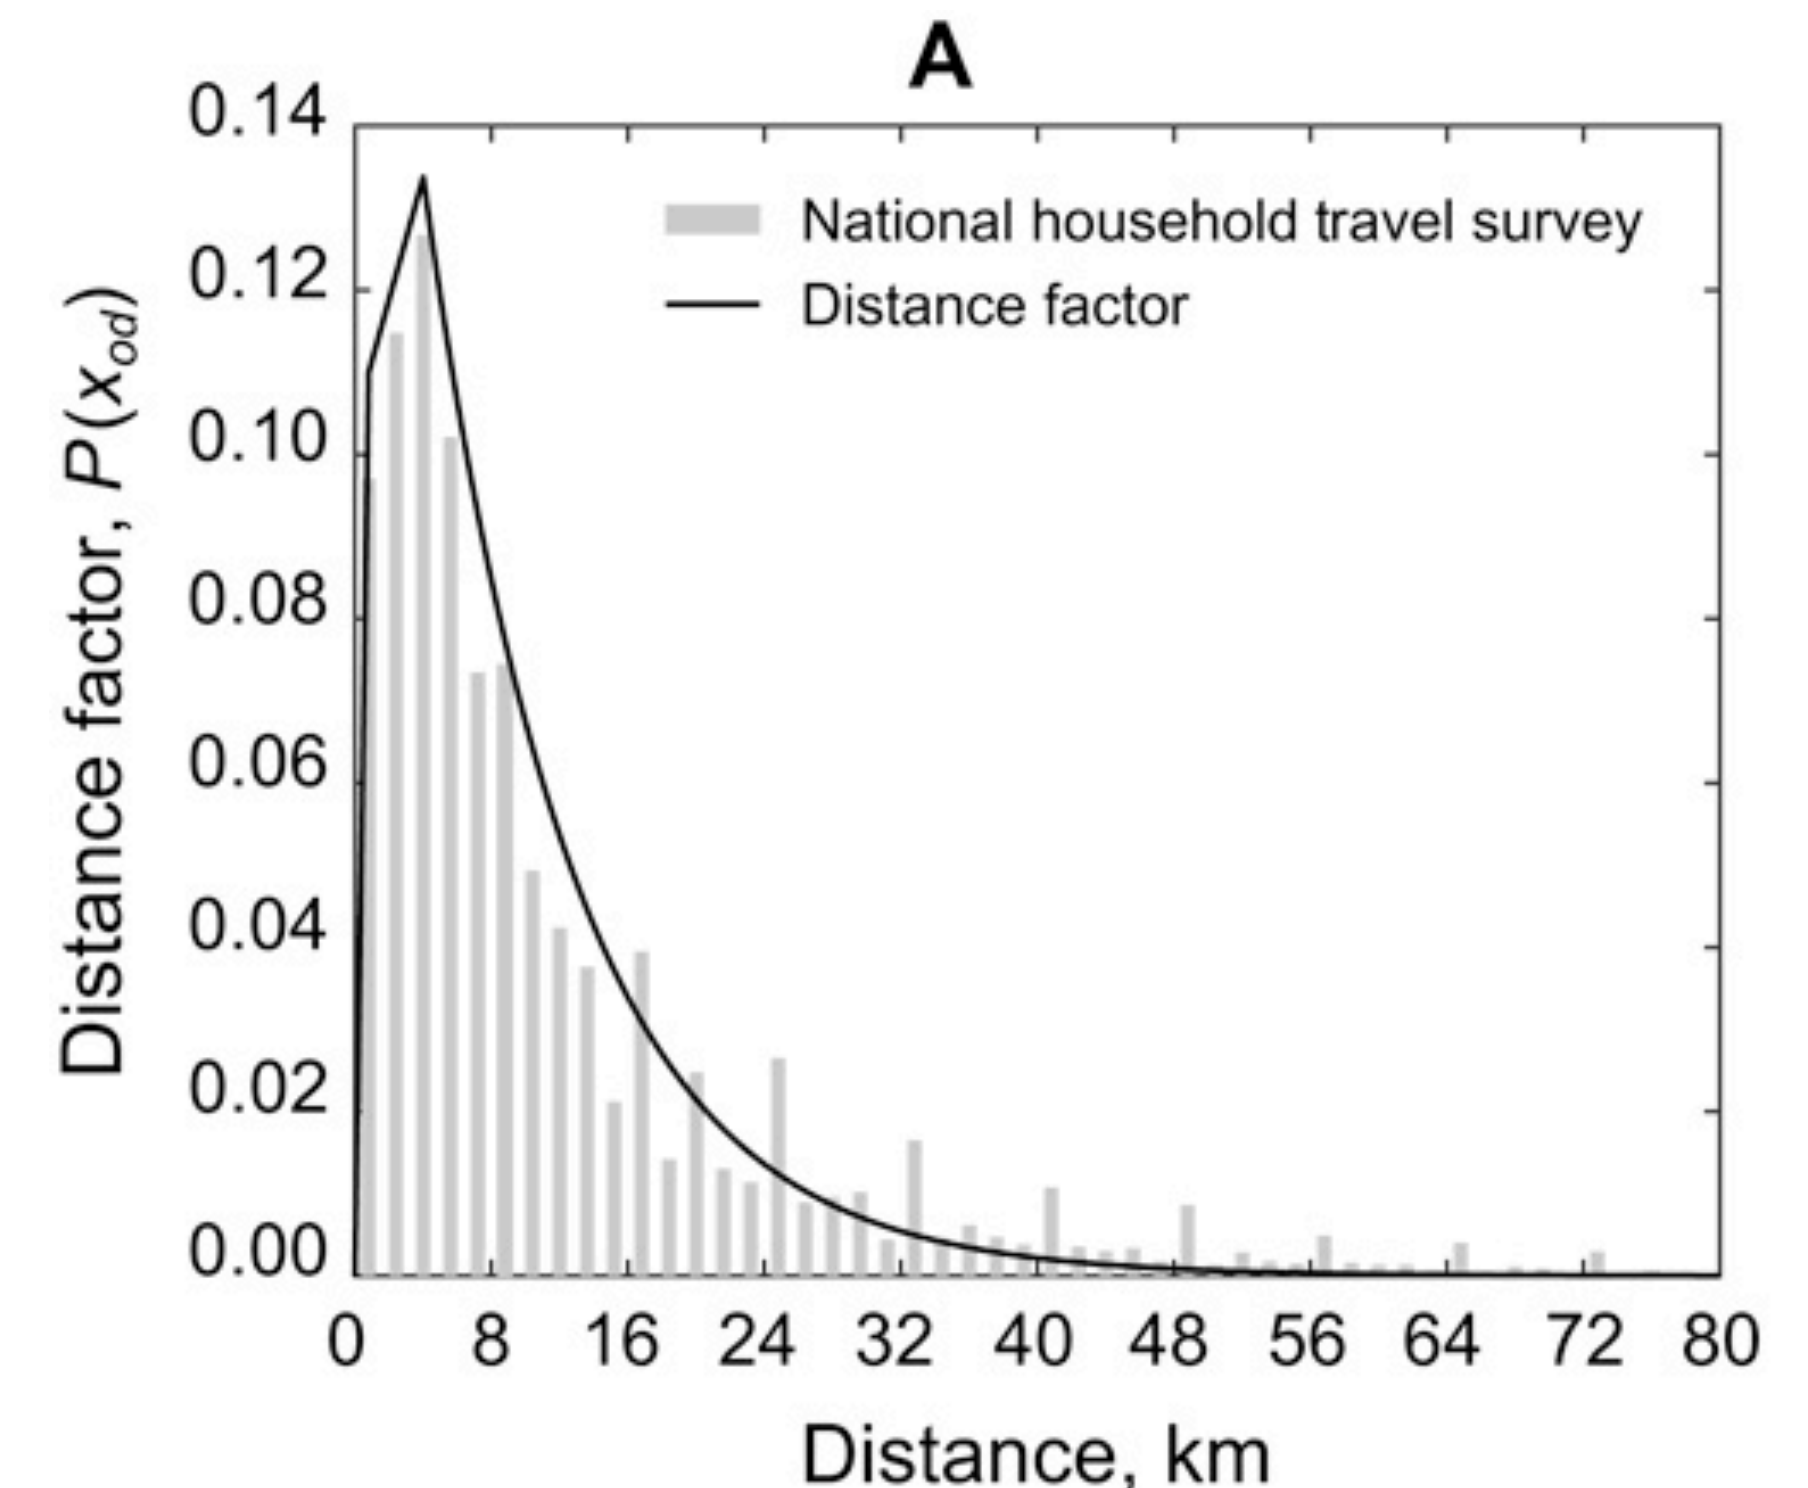 A
0.14
0.12
0.10
0.08
0.06
0.04
0.02
0.00
Distance factor, P(x_od)
National household travel survey
Distance factor
0 8 16 24 32 40 48 56 64 72 80
Distance, km